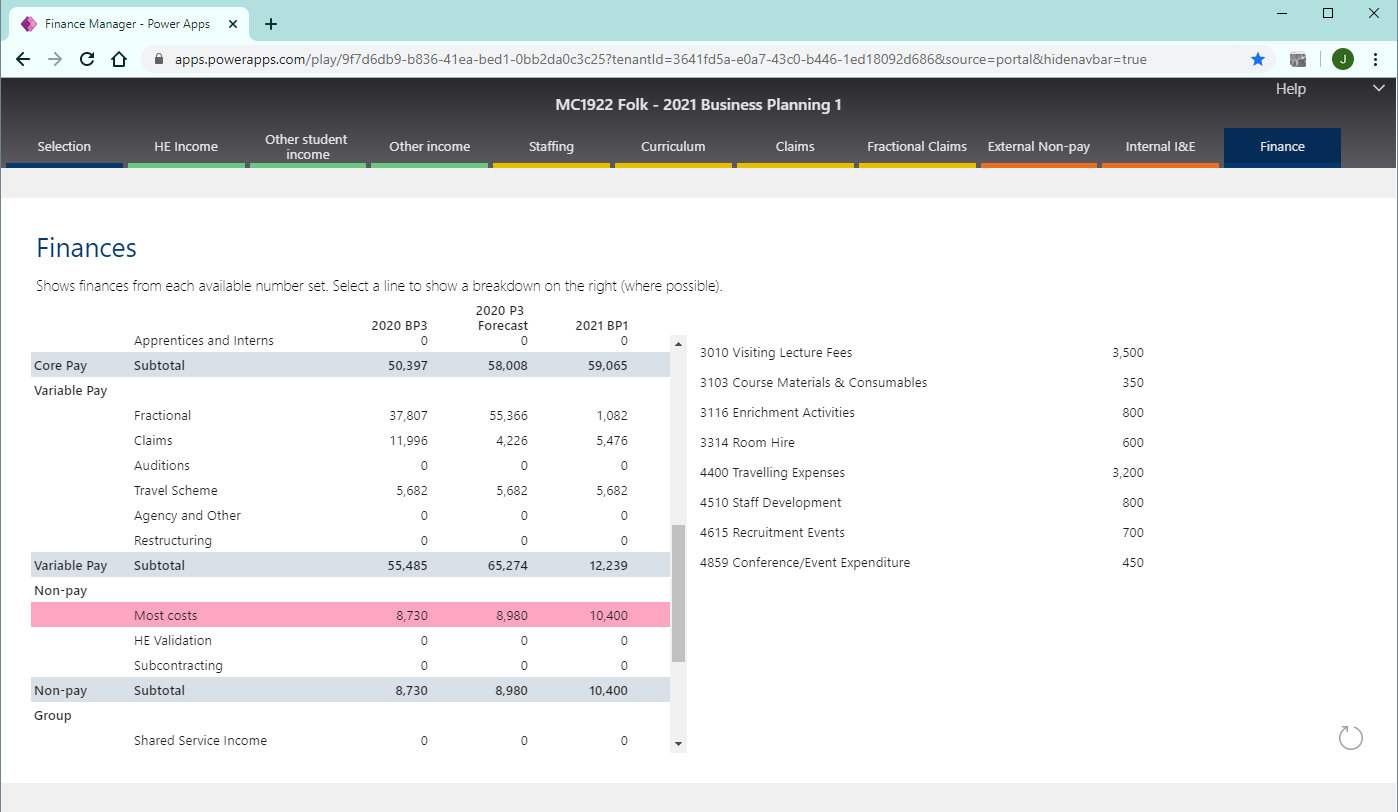 Finance Manager - Power Apps
apps.powerapps.com/play/9f7d6db9-b836-41ea-bed1-0bb2da0c3c25?tenantId=3641fd5a-e0a7-43c0-b446-1ed18092d686&source=portal&hidenavbar=true
J
MC1922 Folk - 2021 Business Planning 1
Help
Selection
HE Income
Other student
income
Other income
Staffing
Curriculum
Claims
Fractional Claims
External Non-pay
Internal I&E
Finance
Finances
Shows finances from each available number set. Select a line to show a breakdown on the right (where possible).
2020 BP3 2020 P3 Forecast 2021 BP1
Apprentices and Interns 0 0 0
Core Pay Subtotal 50,397 58,008 59,065
Variable Pay
Fractional 37,807 55,366 1,082
Claims 11,996 4,226 5,476
Auditions 0 0 0
Travel Scheme 5,682 5,682 5,682
Agency and Other 0 0 0
Restructuring 0 0 0
Variable Pay Subtotal 55,485 65,274 12,239
Non-pay
Most costs 8,730 8,980 10,400
HE Validation 0 0 0
Subcontracting 0 0 0
Non-pay Subtotal 8,730 8,980 10,400
Group
Shared Service Income 0 0 0
3010 Visiting Lecture Fees 3,500
3103 Course Materials & Consumables 350
3116 Enrichment Activities 800
3314 Room Hire 600
4400 Travelling Expenses 3,200
4510 Staff Development 800
4615 Recruitment Events 700
4859 Conference/Event Expenditure 450